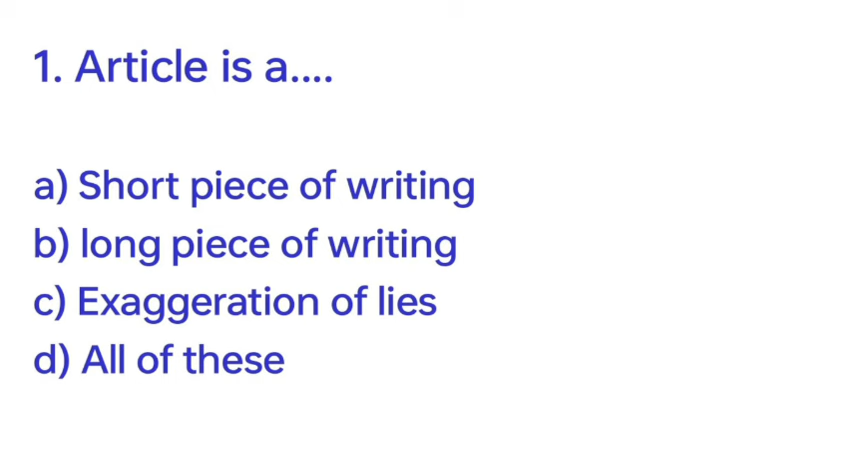 1. Article is a....
a) Short piece of writing
b) long piece of writing
c) Exaggeration of lies
d) All of these